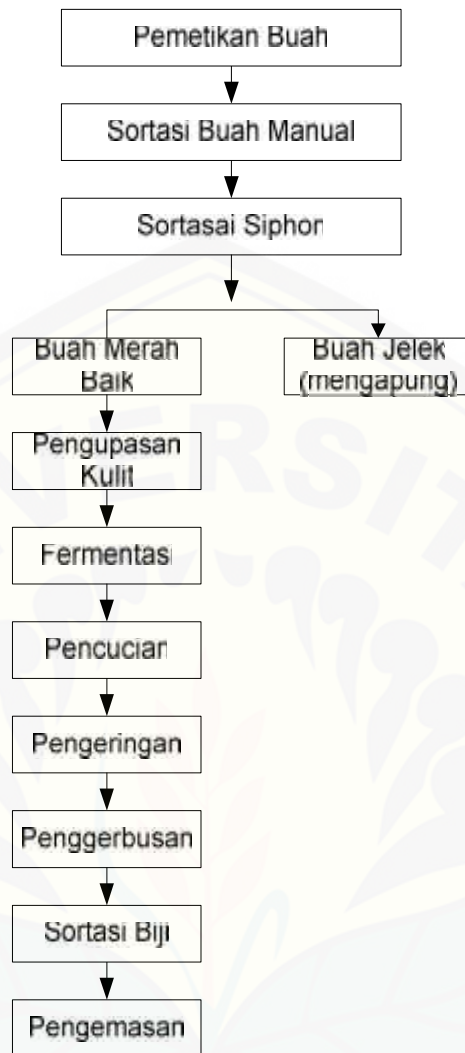 Pemetikan Buah
Sortasi Buah Manual
Sortasai Siphon
Buah Merah
Baik
Buah Jelek
(mengapung)
Pengupasan
Kulit
Fermentasi
Pencucian
Pengeringan
Penggerbusan
Sortasi Biji
Pengemasan